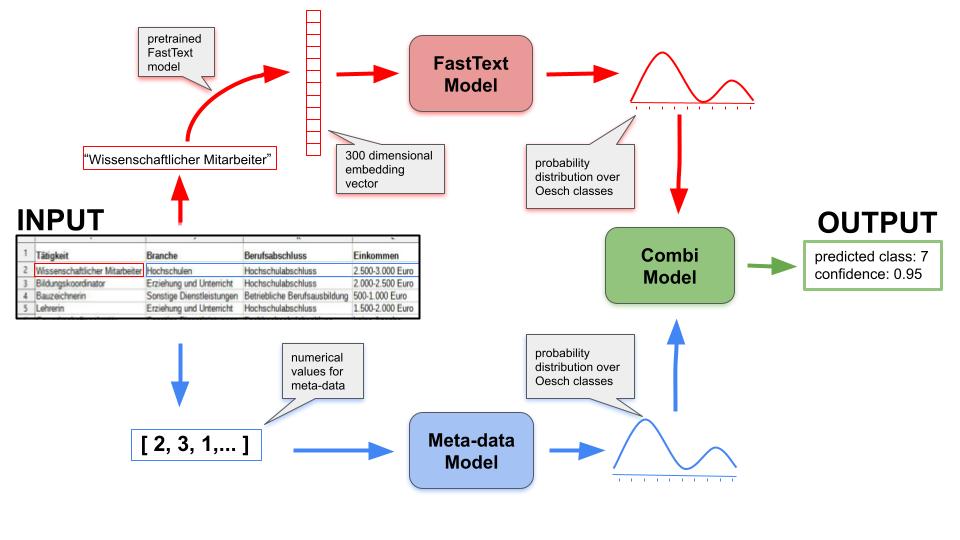 pretrained
FastText
model
FastText
Model
“Wissenschaftlicher Mitarbeiter”
300 dimensional
embedding
vector
probability
distribution over
Oesch classes
INPUT
1 Tätigkeit Branche Berufsabschluss Einkommen
2 Wissenschaftlicher Mitarbeiter Hochschulen Hochschulabschluss 2.500-3.000 Euro
3 Bildungskoordinator Erziehung und Unterricht Hochschulabschluss 2.000-2.500 Euro
4 Bauzeichnerin Sonstige Dienstleistungen Betriebliche Berufsausbildung 500-1.000 Euro
5 Lehrerin Erziehung und Unterricht Hochschulabschluss 1.500-2.000 Euro
Combi
Model
OUTPUT
predicted class: 7
confidence: 0.95
numerical
values for
meta-data
probability
distribution over
Oesch classes
[ 2, 3, 1,... ]
Meta-data
Model